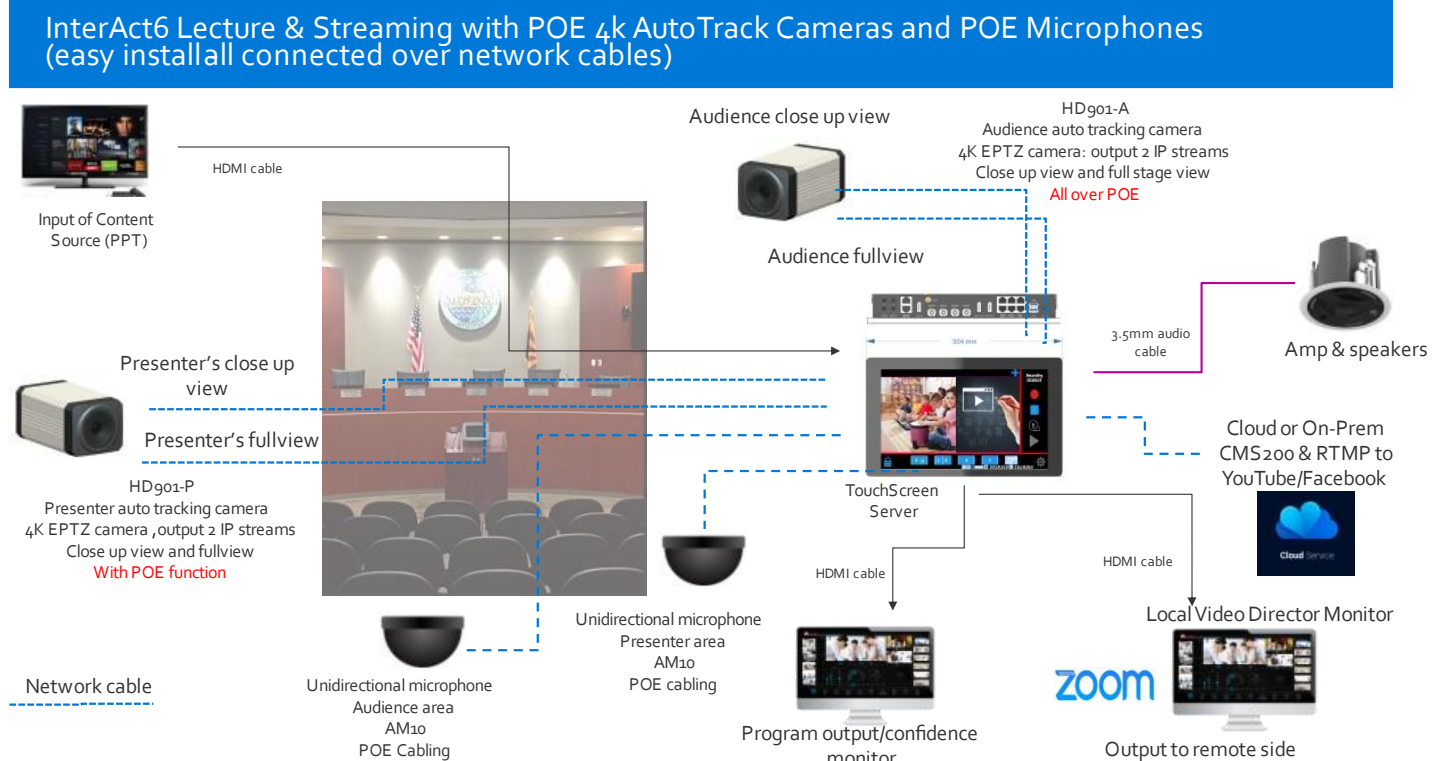 InterAct6 Lecture & Streaming with POE 4k AutoTrack Cameras and POE Microphones
(easy installall connected over network cables)
HDMI cable
Input of Content
Source (PPT)
Audience close up view
HD901-A
Audience auto tracking camera
4K EPTZ camera: output 2 IP streams
Close up view and full stage view
All over POE
Audience fullview
304 mm
3.5mm audio
cable
Amp & speakers
Presenter's close up
view
Presenter's fullview
HD901-P
Presenter auto tracking camera
4K EPTZ camera ,output 2 IP streams
Close up view and fullview
With POE function
TouchScreen
Server
Cloud or On-Prem
CMS200 & RTMP to
YouTube/Facebook
Cloud Service
HDMI cable
HDMI cable
Unidirectional microphone
Presenter area
AM10
POE cabling
Unidirectional microphone
Audience area
AM10
POE Cabling
Network cable
Local Video Director Monitor
zoom
Program output/confidence
monitor
Output to remote side